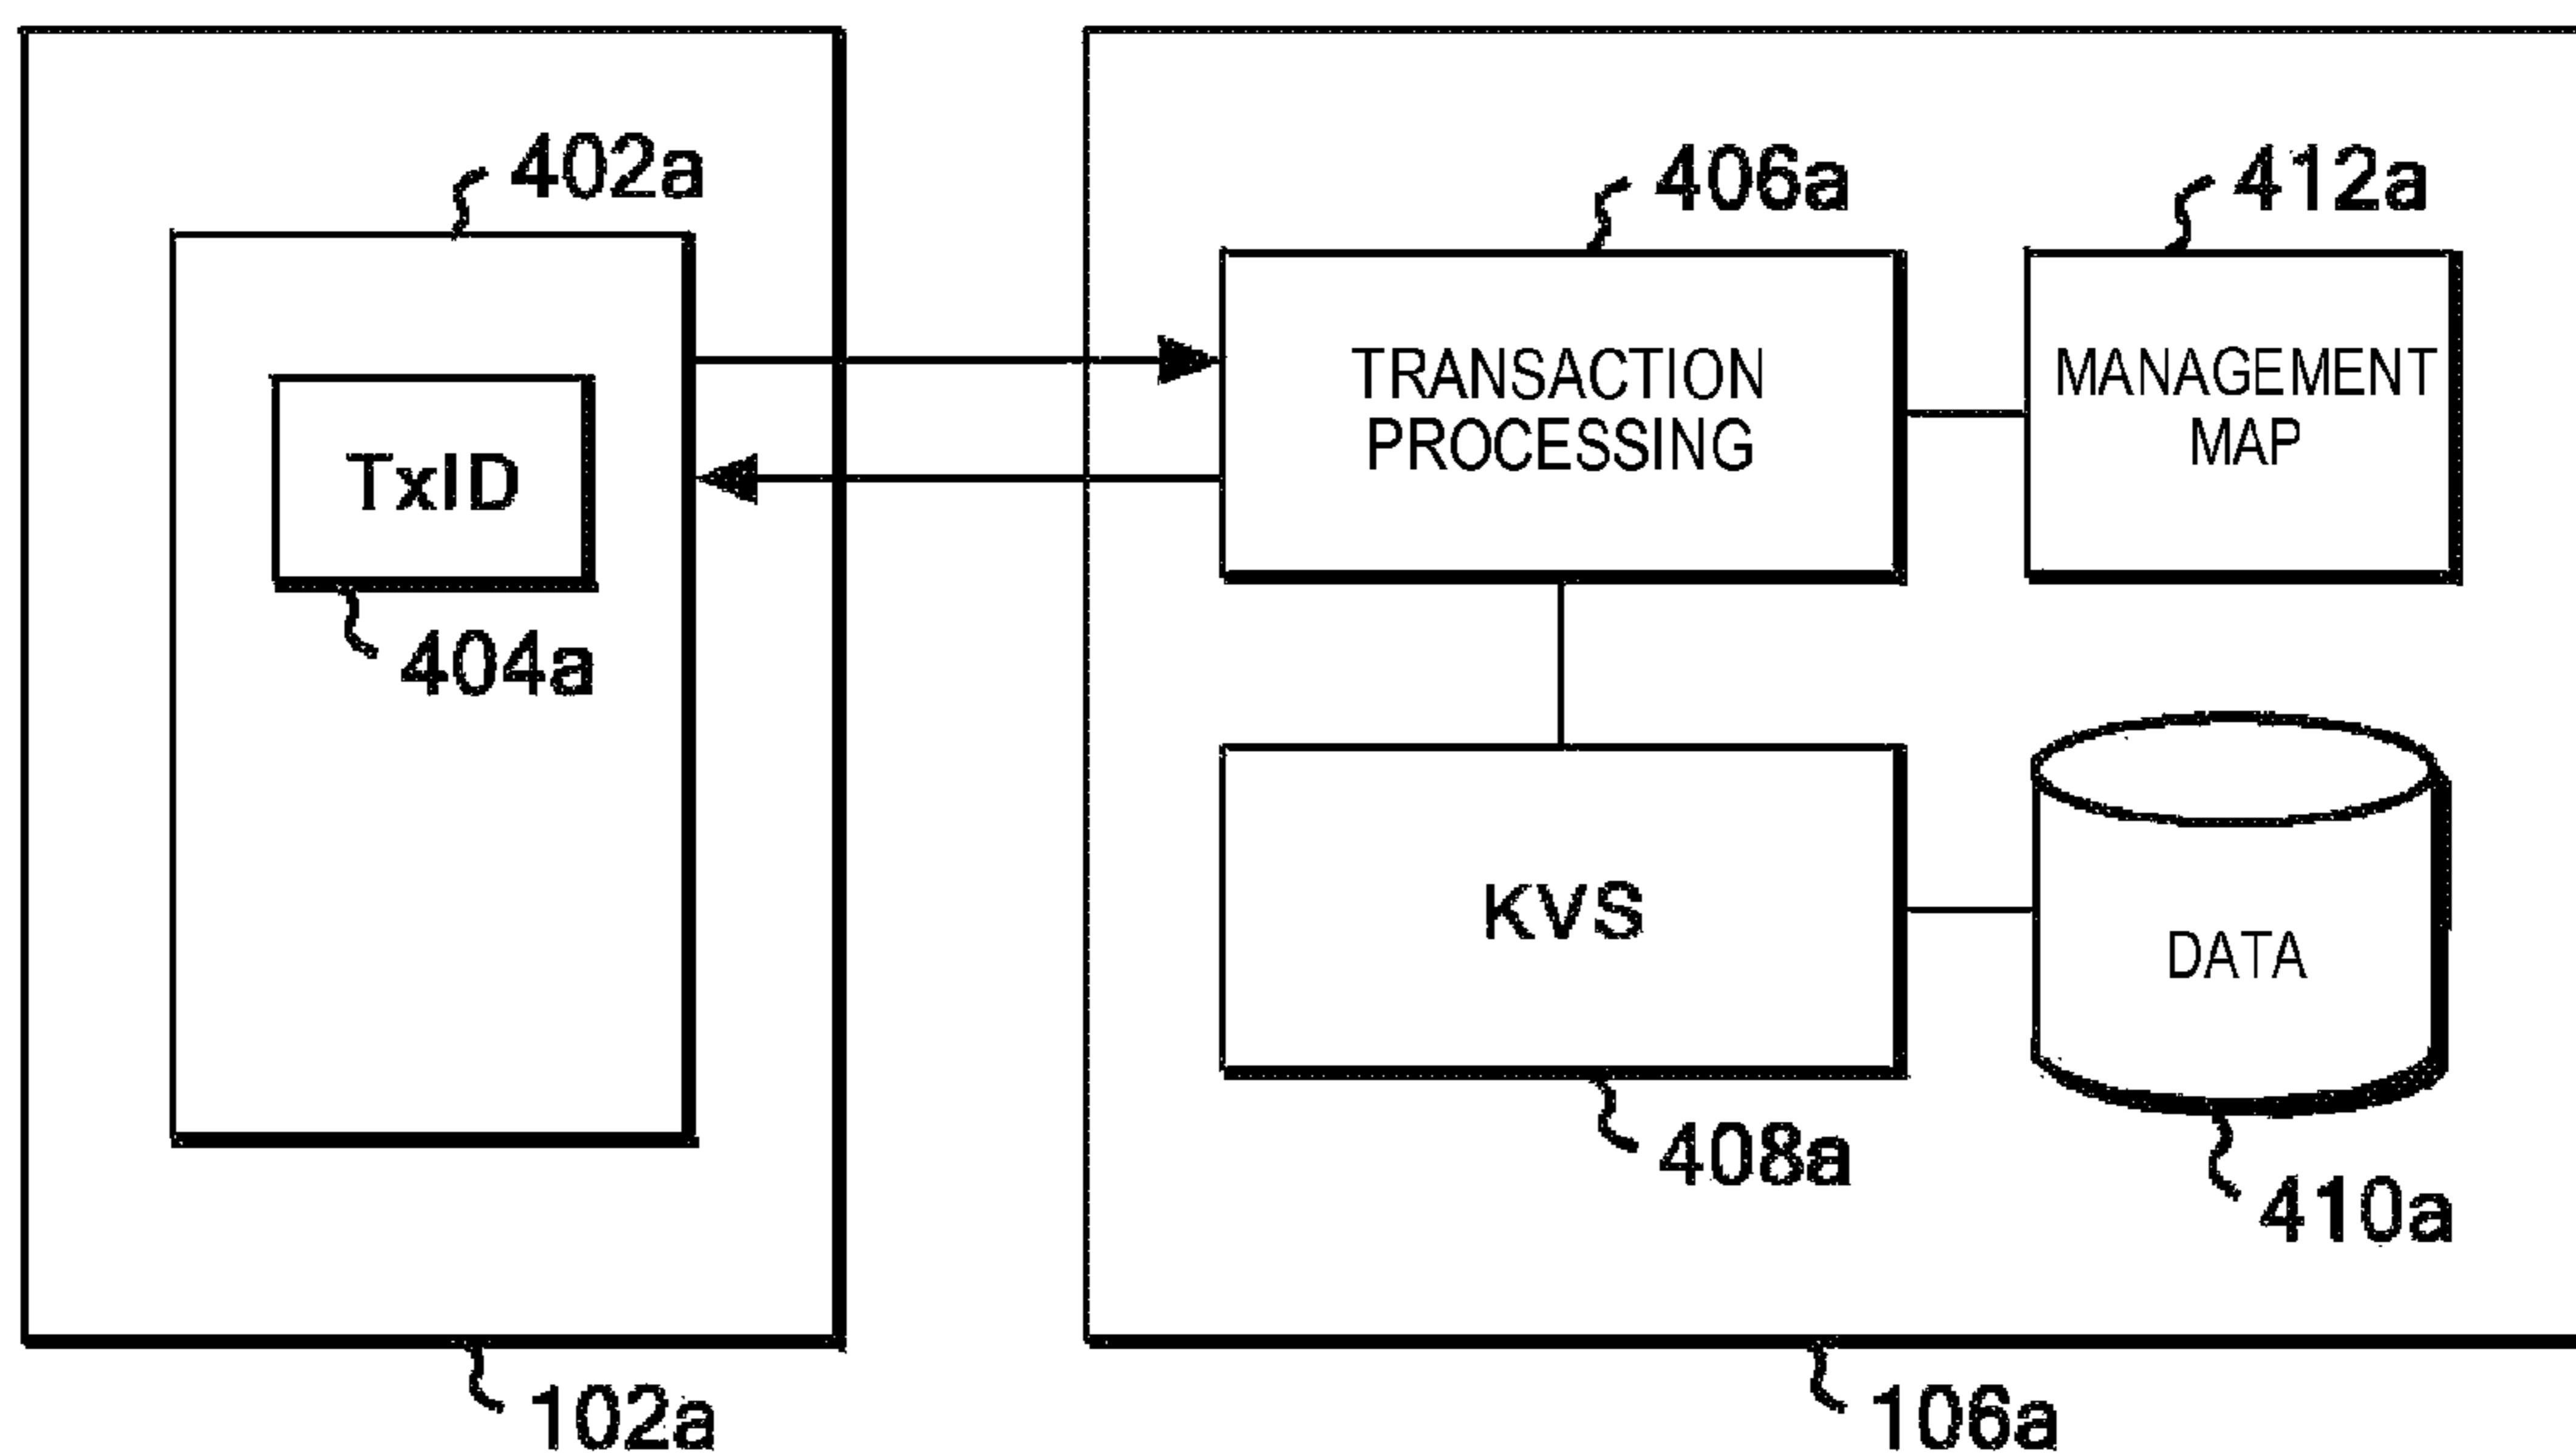 402a
TxID
404a
102a
406a
412a
TRANSACTION
PROCESSING
MANAGEMENT
MAP
KVS
DATA
408a
410a
106a